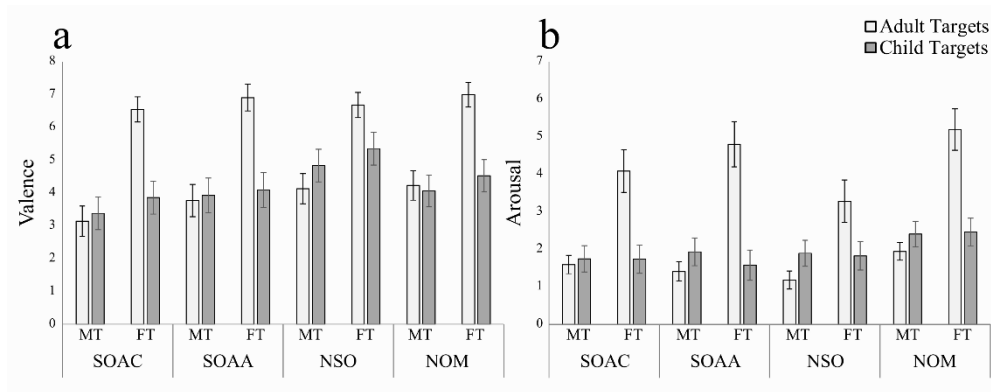 a
b
Adult Targets
Child Targets
8
7
6
5
4
3
2
1
0
Valence
MT FT MT FT MT FT MT FT
SOAC SOAA NSO NOM
7
6
5
4
3
2
1
0
Arousal
MT FT MT FT MT FT MT FT
SOAC SOAA NSO NOM